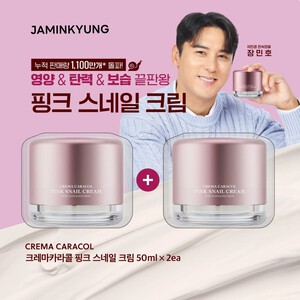 JAMINKYUNG
누적 판매량 1,100만개* 돌파!
영양 & 탄력 & 보습 끝판왕
핑크 스네일 크림
장민호
CREMA CARACOL
PINK SNAIL CREAM
+
CREMA CARACOL
PINK SNAIL CREAM
CREMA CARACOL
크레마카라콜 핑크 스네일 크림 50ml × 2ea